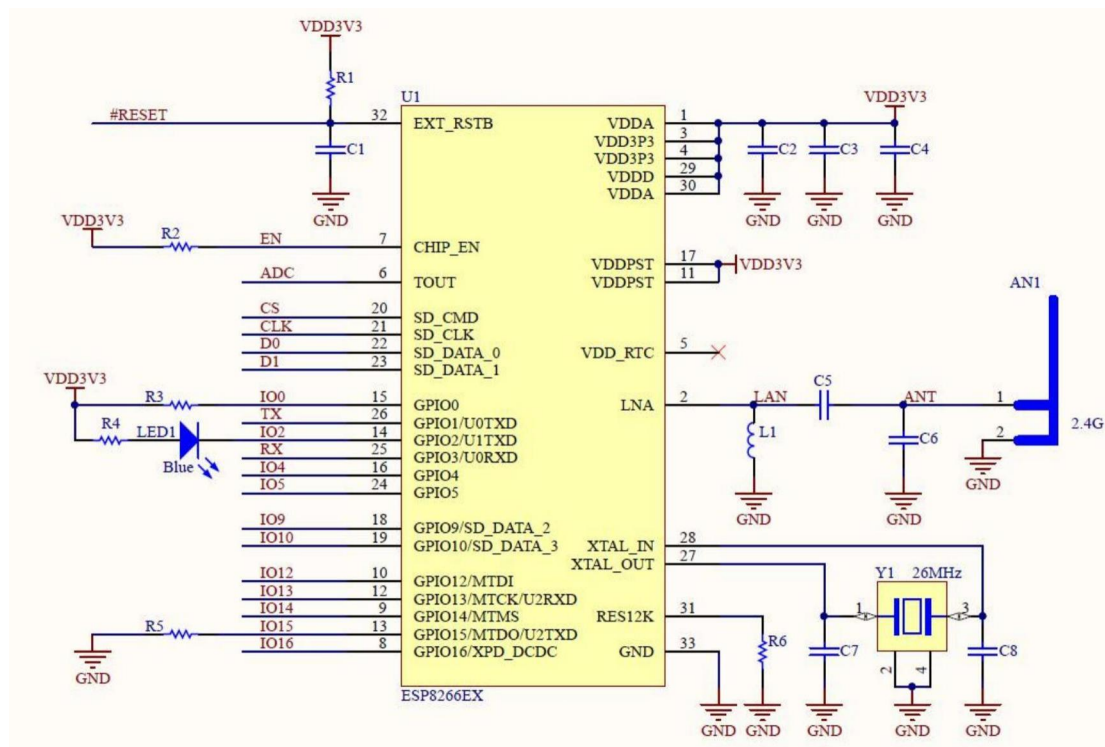 VDD3V3
R1
U1
#RESET
32
EXT_RSTB
C1
GND
VDD3V3
R2
EN
7
CHIP_EN
ADC
6
TOUT
CS
20
SD_CMD
CLK
21
SD_CLK
D0
22
SD_DATA_0
D1
23
SD_DATA_1
VDD3V3
R3
IO0
15
GPIO0
TX
26
GPIO1/U0TXD
R4
LED1
Blue
IO2
14
GPIO2/U1TXD
RX
25
GPIO3/U0RXD
IO4
16
GPIO4
IO5
24
GPIO5
IO9
18
GPIO9/SD_DATA_2
IO10
19
GPIO10/SD_DATA_3
IO12
10
GPIO12/MTDI
IO13
12
GPIO13/MTCK/U2RXD
IO14
9
GPIO14/MTMS
R5
IO15
13
GPIO15/MTDO/U2TXD
IO16
8
GPIO16/XPD_DCDC
GND
ESP8266EX
VDDA
1
VDD3P3
3
VDD3P3
4
VDDD
29
VDDA
30
VDD3V3
C2
C3
C4
GND
GND
GND
VDDPST
17
VDDPST
11
VDD3V3
VDD_RTC
5
LNA
2
LAN
C5
ANT
L1
C6
GND
GND
AN1
1
2
2.4G
GND
XTAL_IN
28
XTAL_OUT
27
Y1
26MHz
1
3
2
4
RES12K
31
R6
GND
33
C7
C8
GND
GND
GND
GND
GND